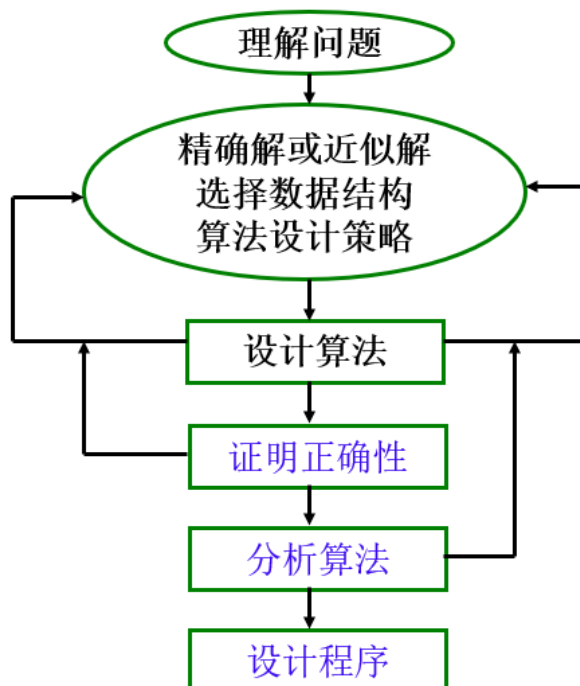 理解问题
精确解或近似解
选择数据结构
算法设计策略
设计算法
证明正确性
分析算法
设计程序